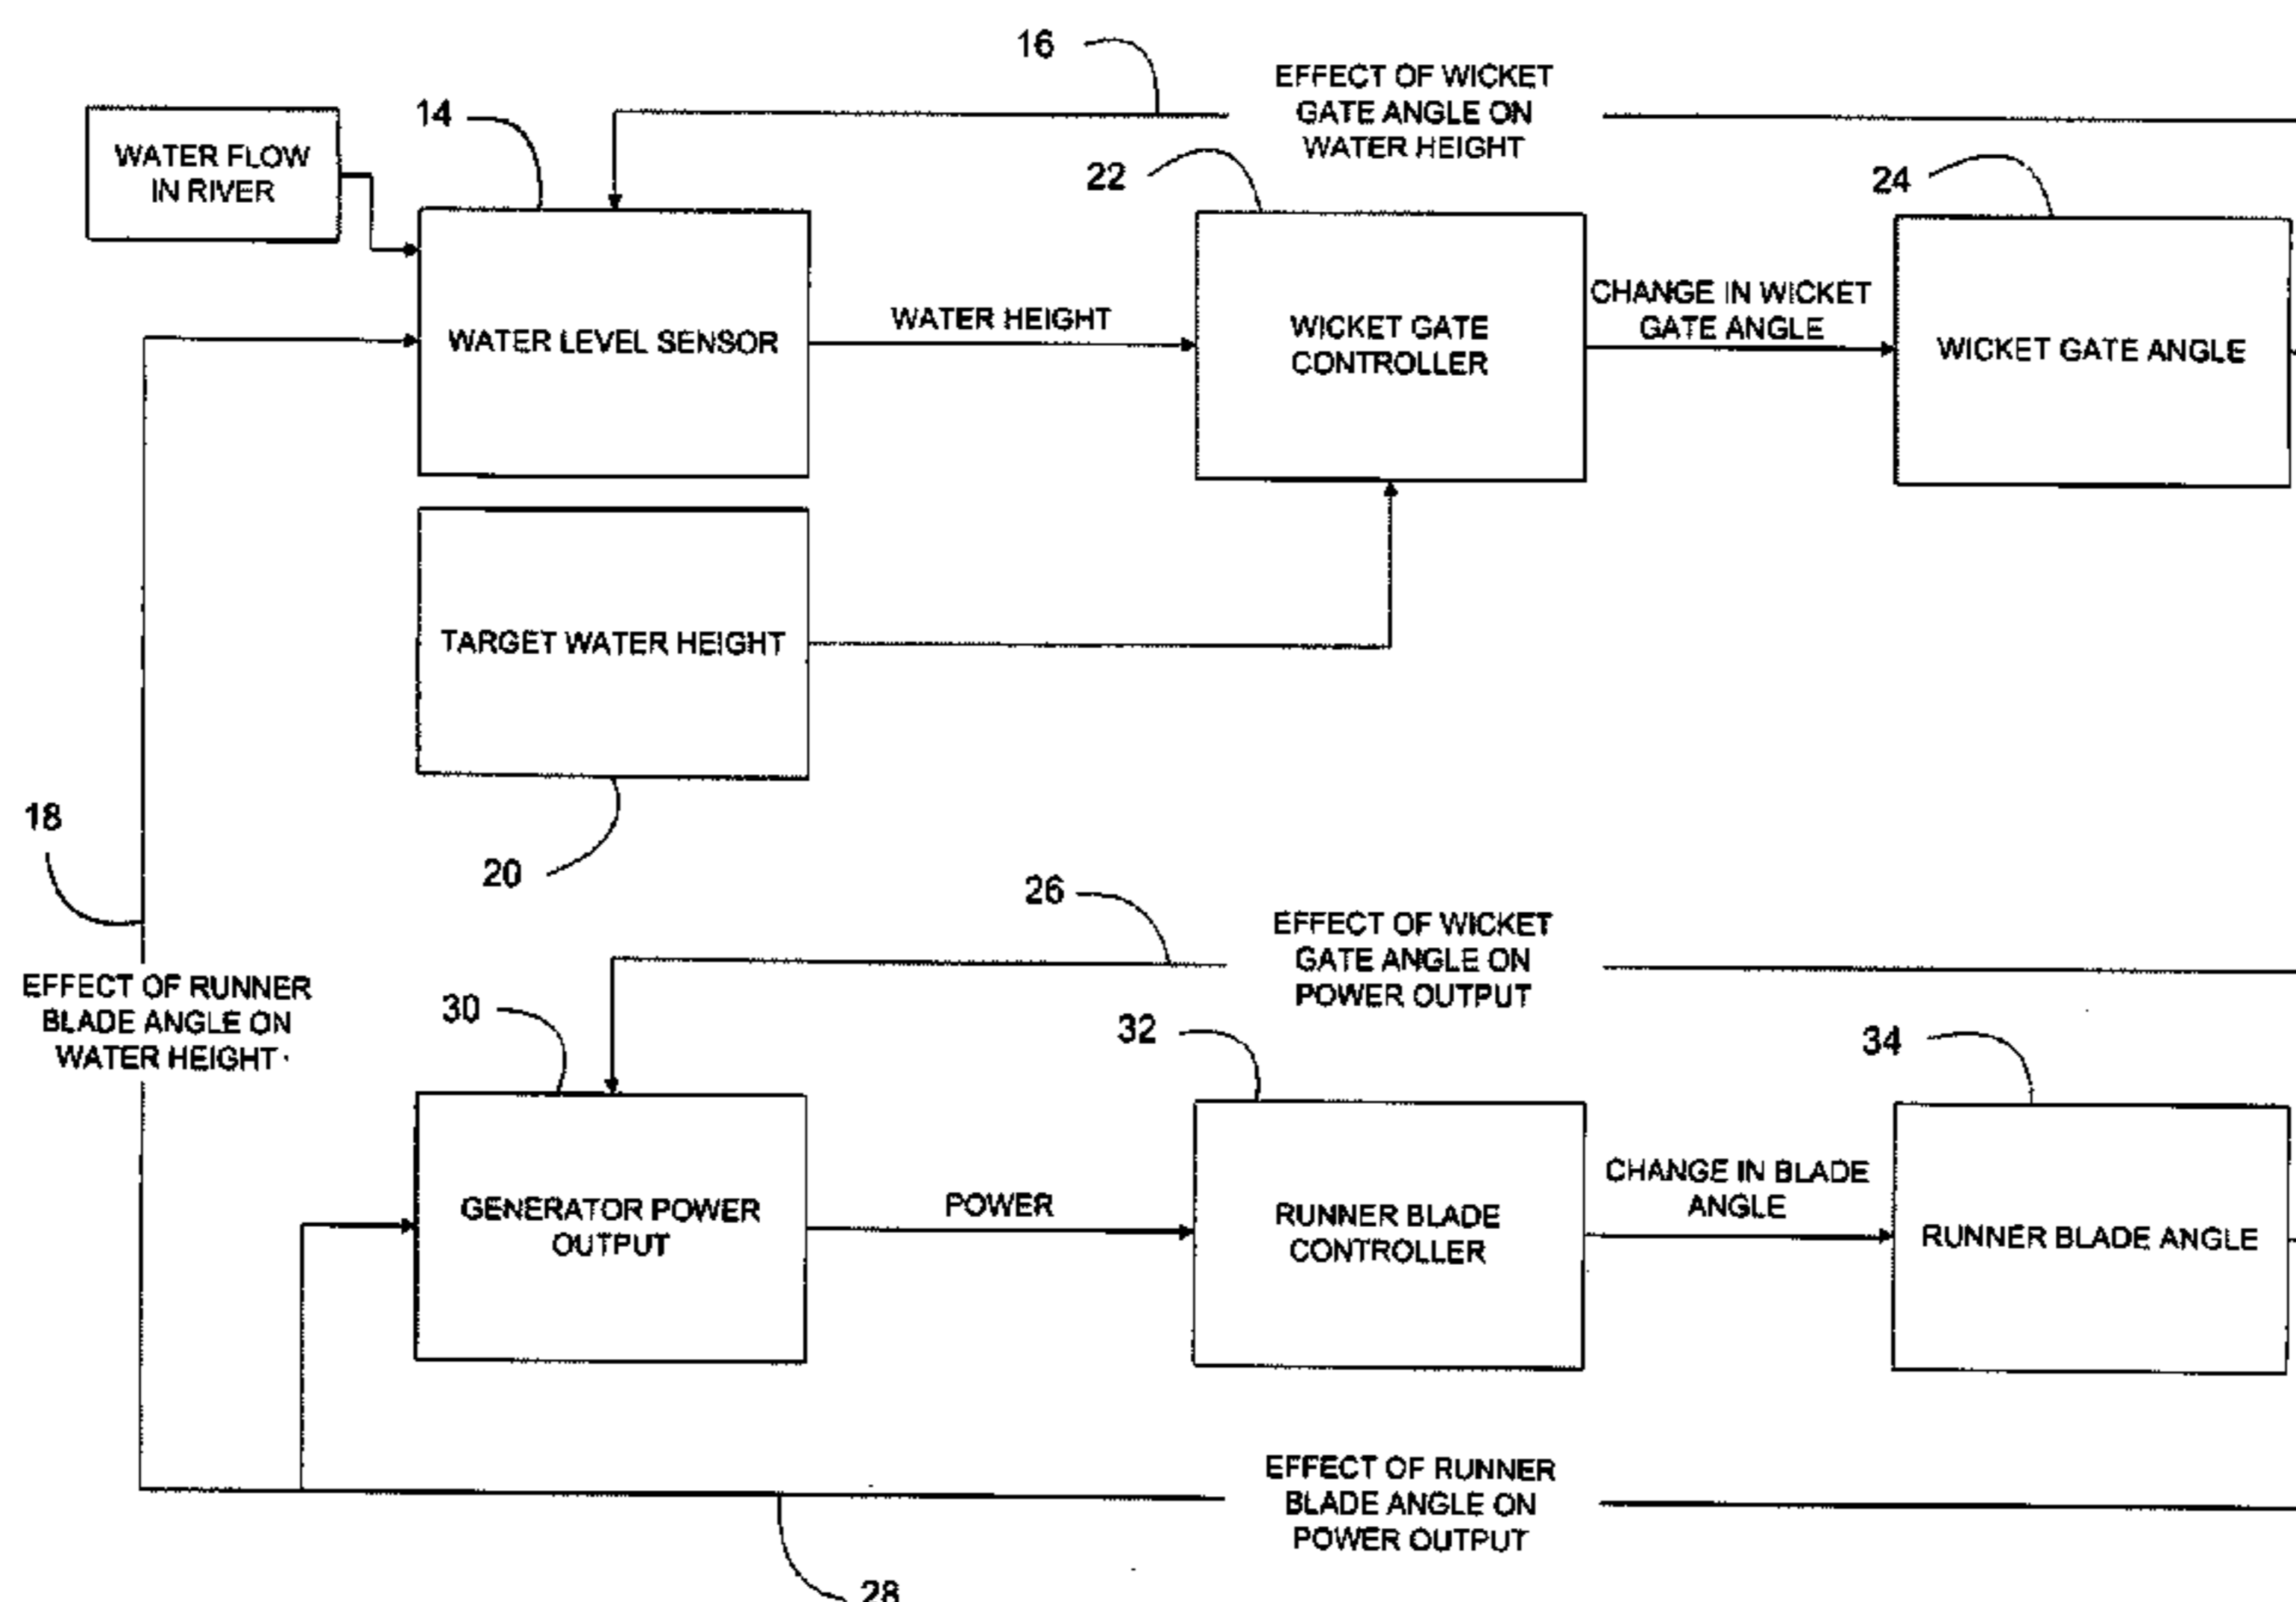 16
EFFECT OF WICKET
GATE ANGLE ON
WATER HEIGHT
WATER FLOW
IN RIVER
14
22
24
WATER LEVEL SENSOR
WATER HEIGHT
WICKET GATE
CONTROLLER
CHANGE IN WICKET
GATE ANGLE
WICKET GATE ANGLE
TARGET WATER HEIGHT
18
20
26
EFFECT OF WICKET
GATE ANGLE ON
POWER OUTPUT
EFFECT OF RUNNER
BLADE ANGLE ON
WATER HEIGHT
30
32
34
GENERATOR POWER
OUTPUT
POWER
RUNNER BLADE
CONTROLLER
CHANGE IN BLADE
ANGLE
RUNNER BLADE ANGLE
EFFECT OF RUNNER
BLADE ANGLE ON
POWER OUTPUT
28